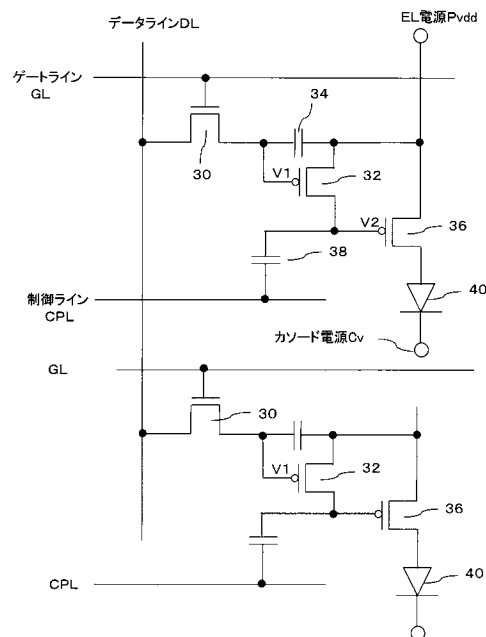 データラインDL
EL電源Pvdd
ゲートライン
GL
34
30
V1
32
V2
36
38
制御ライン
CPL
40
カソード電源Cv
GL
30
V1
32
36
CPL
40